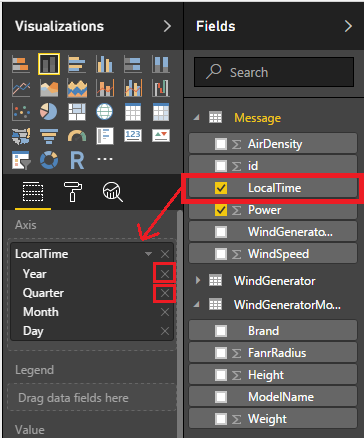 Visualizations
Fields
Search
R
123
Message
AirDensity
id
LocalTime
Power
WindGenerato...
WindSpeed
WindGenerator
WindGeneratorMo...
Brand
FanrRadius
Height
ModelName
Weight
Axis
LocalTime
Year
Quarter
Month
Day
Legend
Drag data fields here
Value